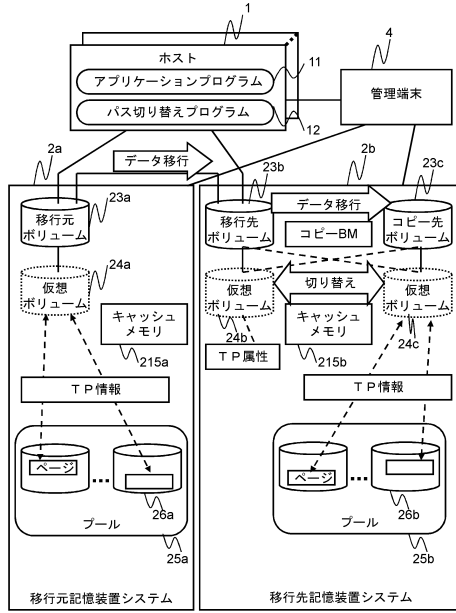 1
ホスト
アプリケーションプログラム
11
パス切り替えプログラム
12
4
管理端末
2a
データ移行
23b
2b
23c
移行元
ボリューム
23a
移行先
ボリューム
データ移行
コピーBM
コピー先
ボリューム
24a
仮想
ボリューム
仮想
ボリューム
切り替え
仮想
ボリューム
キャッシュ
メモリ
215a
24b
TP属性
キャッシュ
メモリ
215b
24c
TP情報
TP情報
ページ
…
26a
プール
25a
ページ
…
26b
プール
25b
移行元記憶装置システム
移行先記憶装置システム